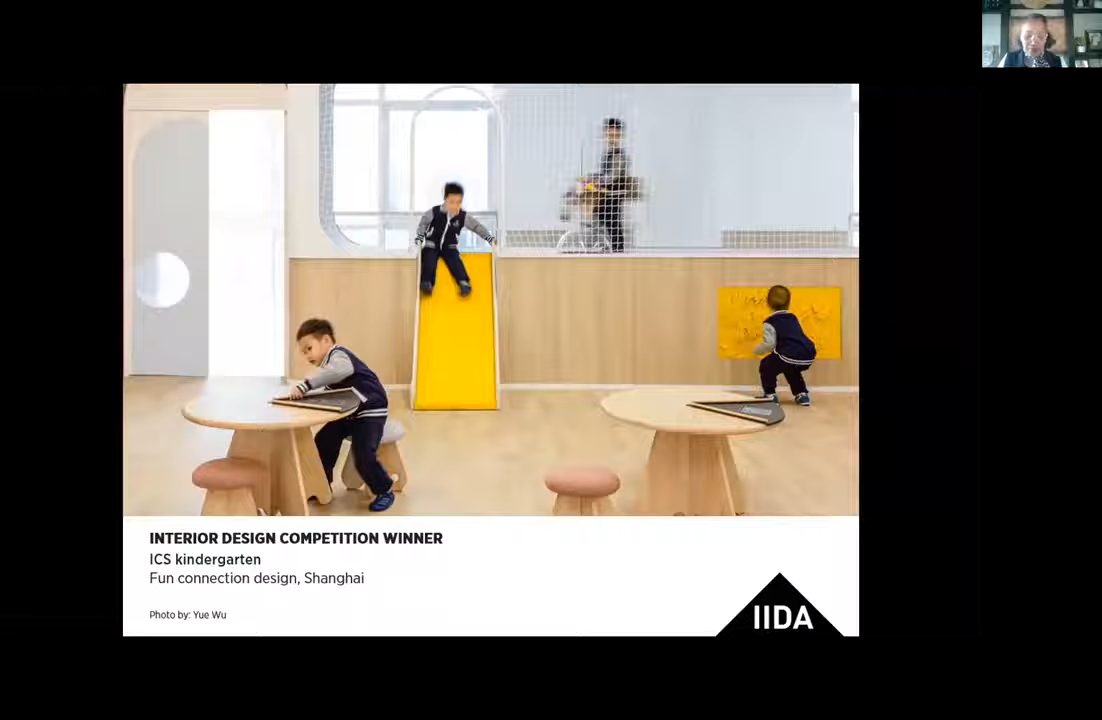 INTERIOR DESIGN COMPETITION WINNER
ICS kindergarten
Fun connection design, Shanghai
Photo by: Yue Wu
IIDA